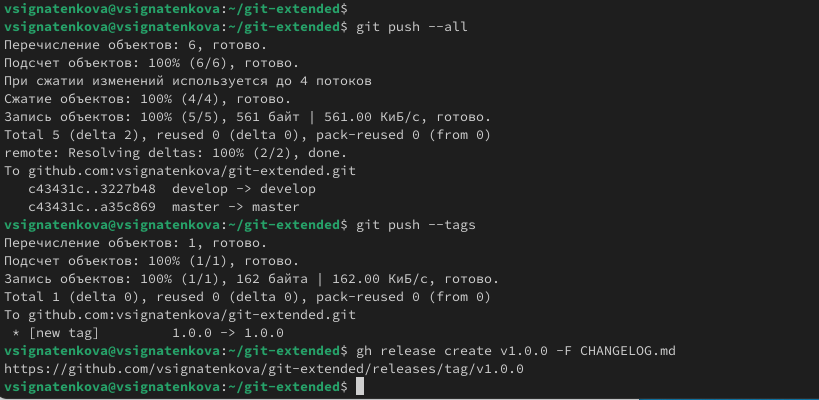 vsignatenkova@vsignatenkova:~/git-extended$
vsignatenkova@vsignatenkova:~/git-extended$ git push --all
Перечисление объектов: 6, готово.
Подсчет объектов: 100% (6/6), готово.
При сжатии изменений используется до 4 потоков
Сжатие объектов: 100% (4/4), готово.
Запись объектов: 100% (5/5), 561 байт | 561.00 КиБ/с, готово.
Total 5 (delta 2), reused 0 (delta 0), pack-reused 0 (from 0)
remote: Resolving deltas: 100% (2/2), done.
To github.com:vsignatenkova/git-extended.git
   c43431c..3227b48  develop -> develop
   c43431c..a35c869  master -> master
vsignatenkova@vsignatenkova:~/git-extended$ git push --tags
Перечисление объектов: 1, готово.
Подсчет объектов: 100% (1/1), готово.
Запись объектов: 100% (1/1), 162 байта | 162.00 КиБ/с, готово.
Total 1 (delta 0), reused 0 (delta 0), pack-reused 0 (from 0)
To github.com:vsignatenkova/git-extended.git
 * [new tag]         1.0.0 -> 1.0.0
vsignatenkova@vsignatenkova:~/git-extended$ gh release create v1.0.0 -F CHANGELOG.md
https://github.com/vsignatenkova/git-extended/releases/tag/v1.0.0
vsignatenkova@vsignatenkova:~/git-extended$